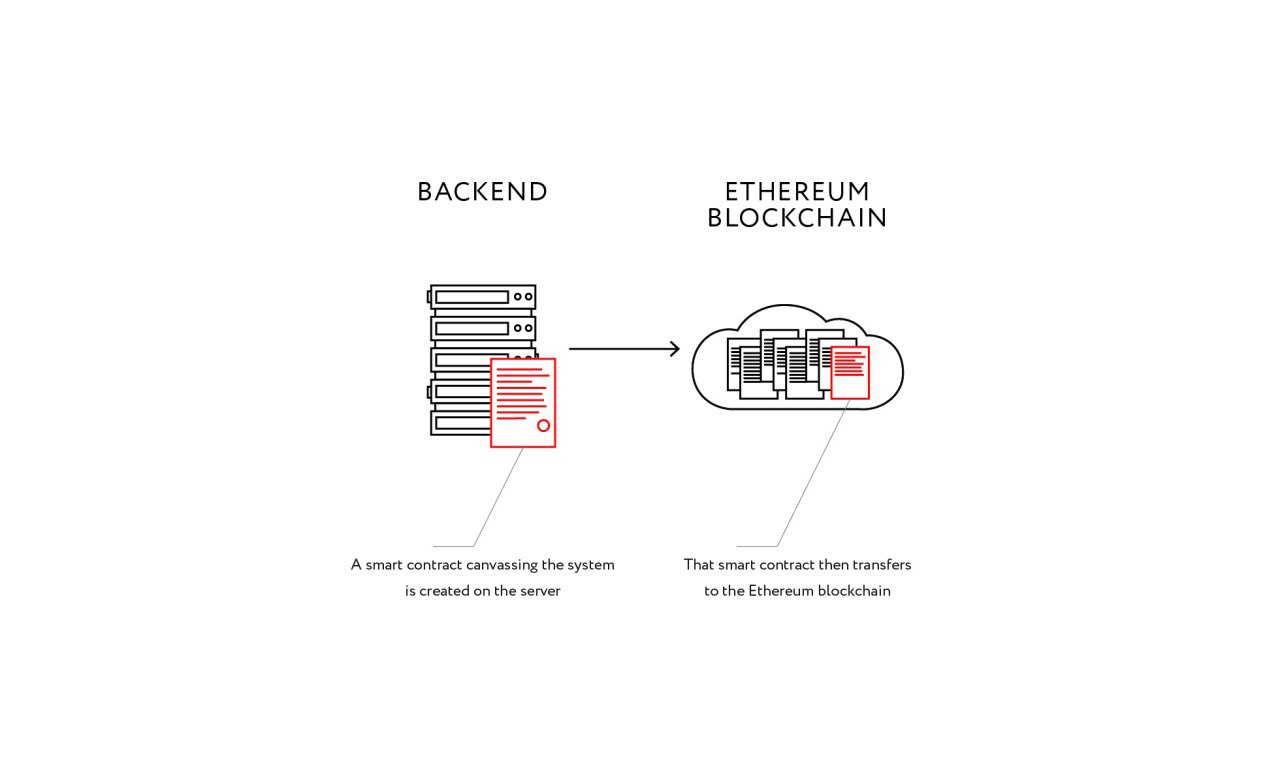 BACKEND
ETHEREUM
BLOCKCHAIN
A smart contract canvassing the system
is created on the server
That smart contract then transfers
to the Ethereum blockchain